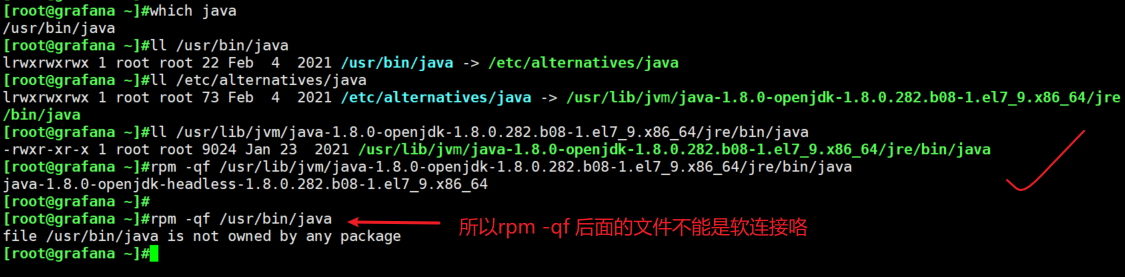 [root@grafana ~]#which java
/usr/bin/java
[root@grafana ~]#ll /usr/bin/java
lrwxrwxrwx 1 root root 22 Feb  4  2021 /usr/bin/java -> /etc/alternatives/java
[root@grafana ~]#ll /etc/alternatives/java
lrwxrwxrwx 1 root root 73 Feb  4  2021 /etc/alternatives/java -> /usr/lib/jvm/java-1.8.0-openjdk-1.8.0.282.b08-1.el7_9.x86_64/jre
/bin/java
[root@grafana ~]#ll /usr/lib/jvm/java-1.8.0-openjdk-1.8.0.282.b08-1.el7_9.x86_64/jre/bin/java
-rwxr-xr-x 1 root root 9024 Jan 23  2021 /usr/lib/jvm/java-1.8.0-openjdk-1.8.0.282.b08-1.el7_9.x86_64/jre/bin/java
[root@grafana ~]#rpm -qf /usr/lib/jvm/java-1.8.0-openjdk-1.8.0.282.b08-1.el7_9.x86_64/jre/bin/java
java-1.8.0-openjdk-headless-1.8.0.282.b08-1.el7_9.x86_64
[root@grafana ~]#
[root@grafana ~]#rpm -qf /usr/bin/java
所以rpm -qf 后面的文件不能是软连接咯
file /usr/bin/java is not owned by any package
[root@grafana ~]#